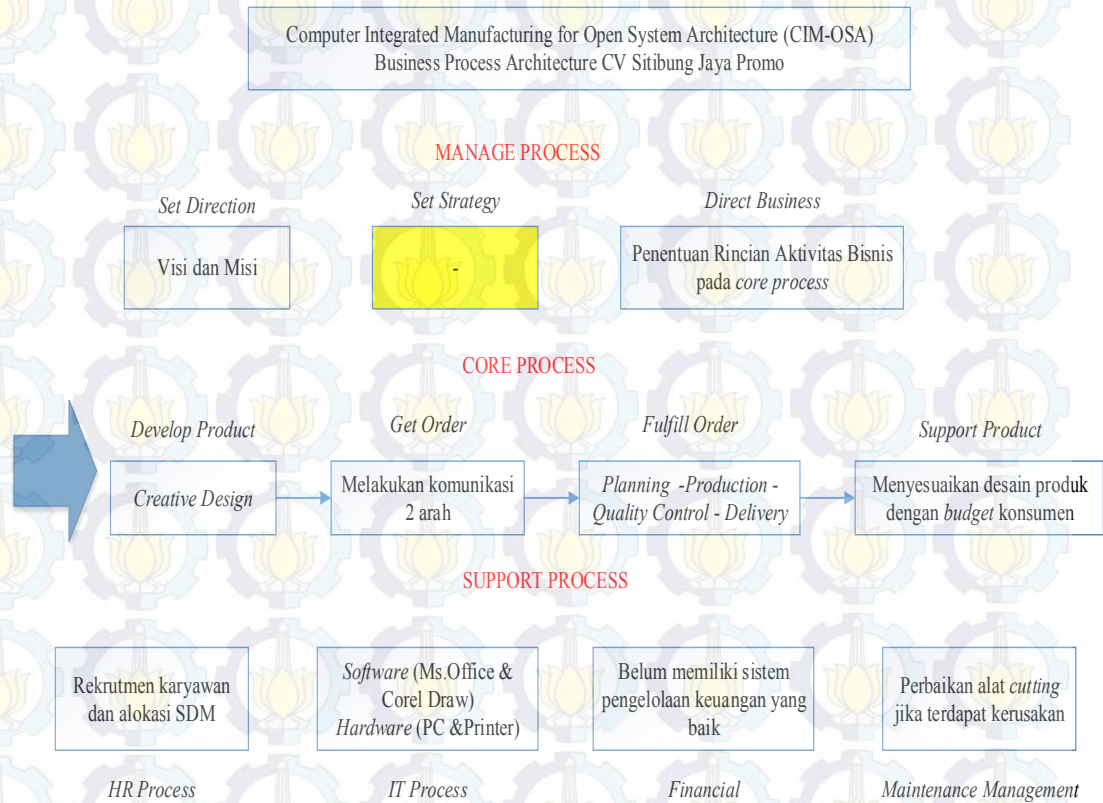 Computer Integrated Manufacturing for Open System Architecture (CIM-OSA)
Business Process Architecture CV Sitibung Jaya Promo
MANAGE PROCESS
Set Direction
Set Strategy
Direct Business
Visi dan Misi
-
Penentuan Rincian Aktivitas Bisnis
pada core process
CORE PROCESS
Develop Product
Get Order
Fulfill Order
Support Product
Creative Design
Melakukan komunikasi
2 arah
Planning -Production -
Quality Control - Delivery
Menyesuaikan desain produk
dengan budget konsumen
SUPPORT PROCESS
Rekrutmen karyawan
dan alokasi SDM
Software (Ms.Office &
Corel Draw)
Hardware (PC &Printer)
Belum memiliki sistem
pengelolaan keuangan yang
baik
Perbaikan alat cutting
jika terdapat kerusakan
HR Process
IT Process
Financial
Maintenance Management